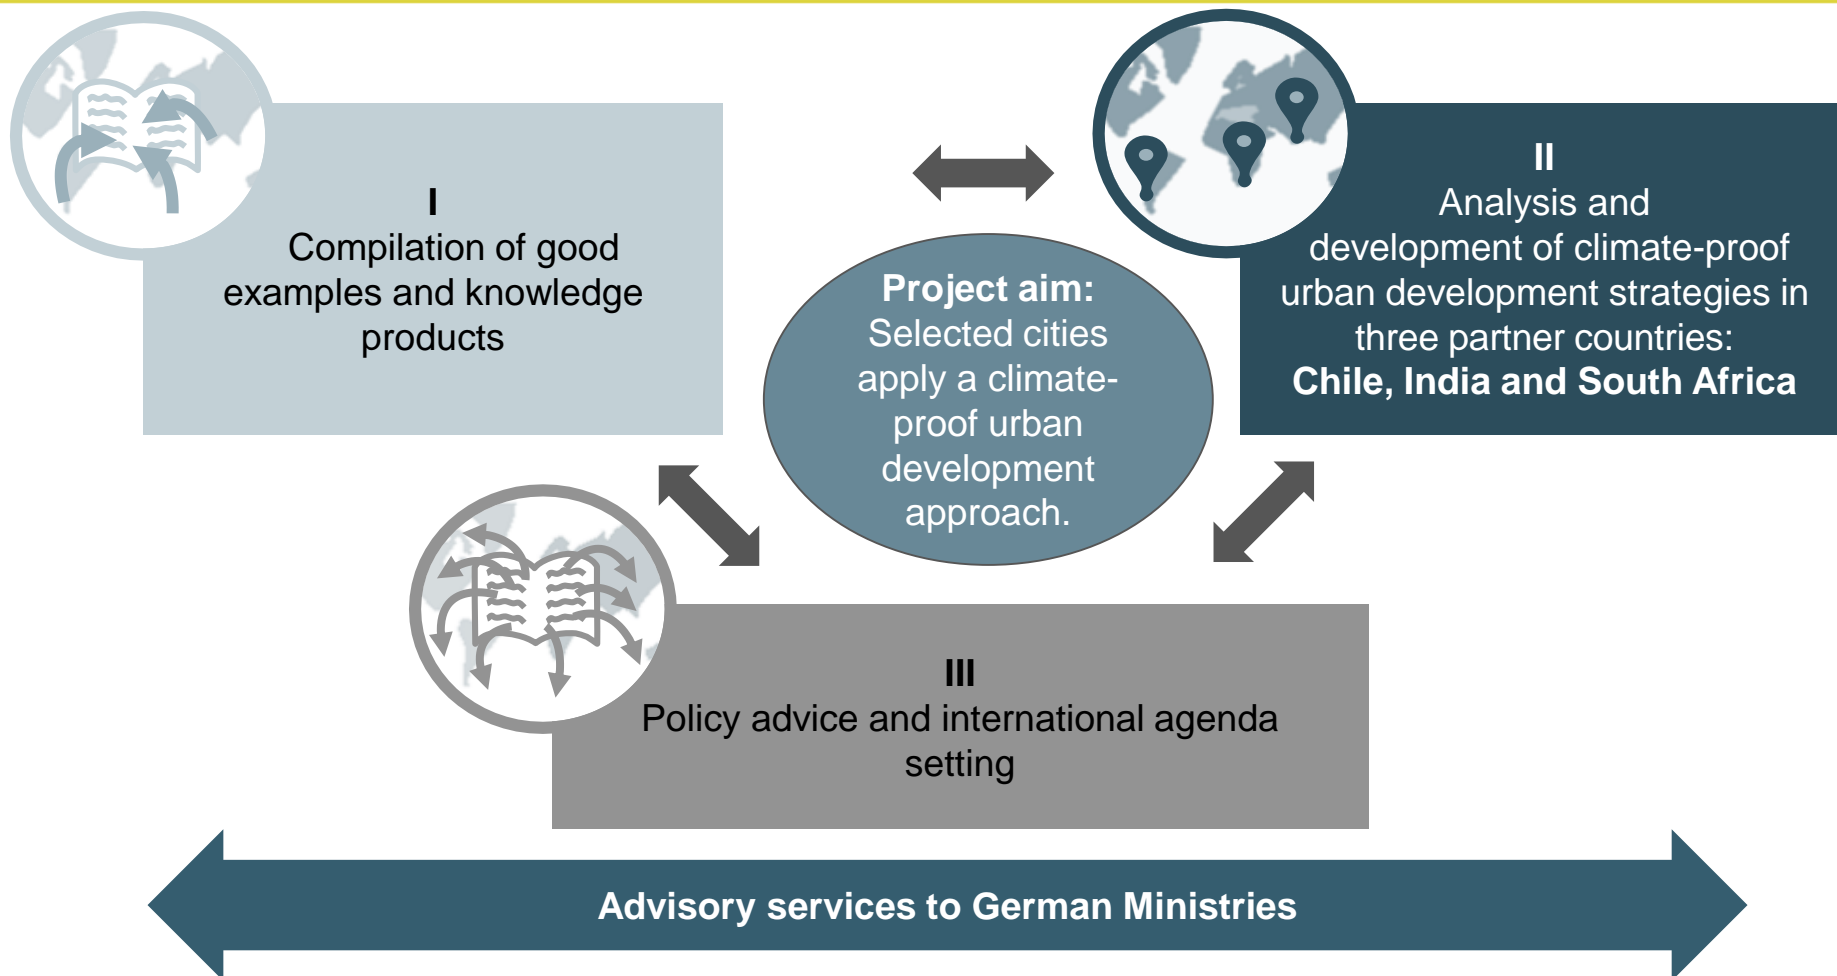 I
Compilation of good
examples and knowledge
products
Project aim:
Selected cities
apply a climate-
proof urban
development
approach.
II
Analysis and
development of climate-proof
urban development strategies in
three partner countries:
Chile, India and South Africa
III
Policy advice and international agenda
setting
Advisory services to German Ministries